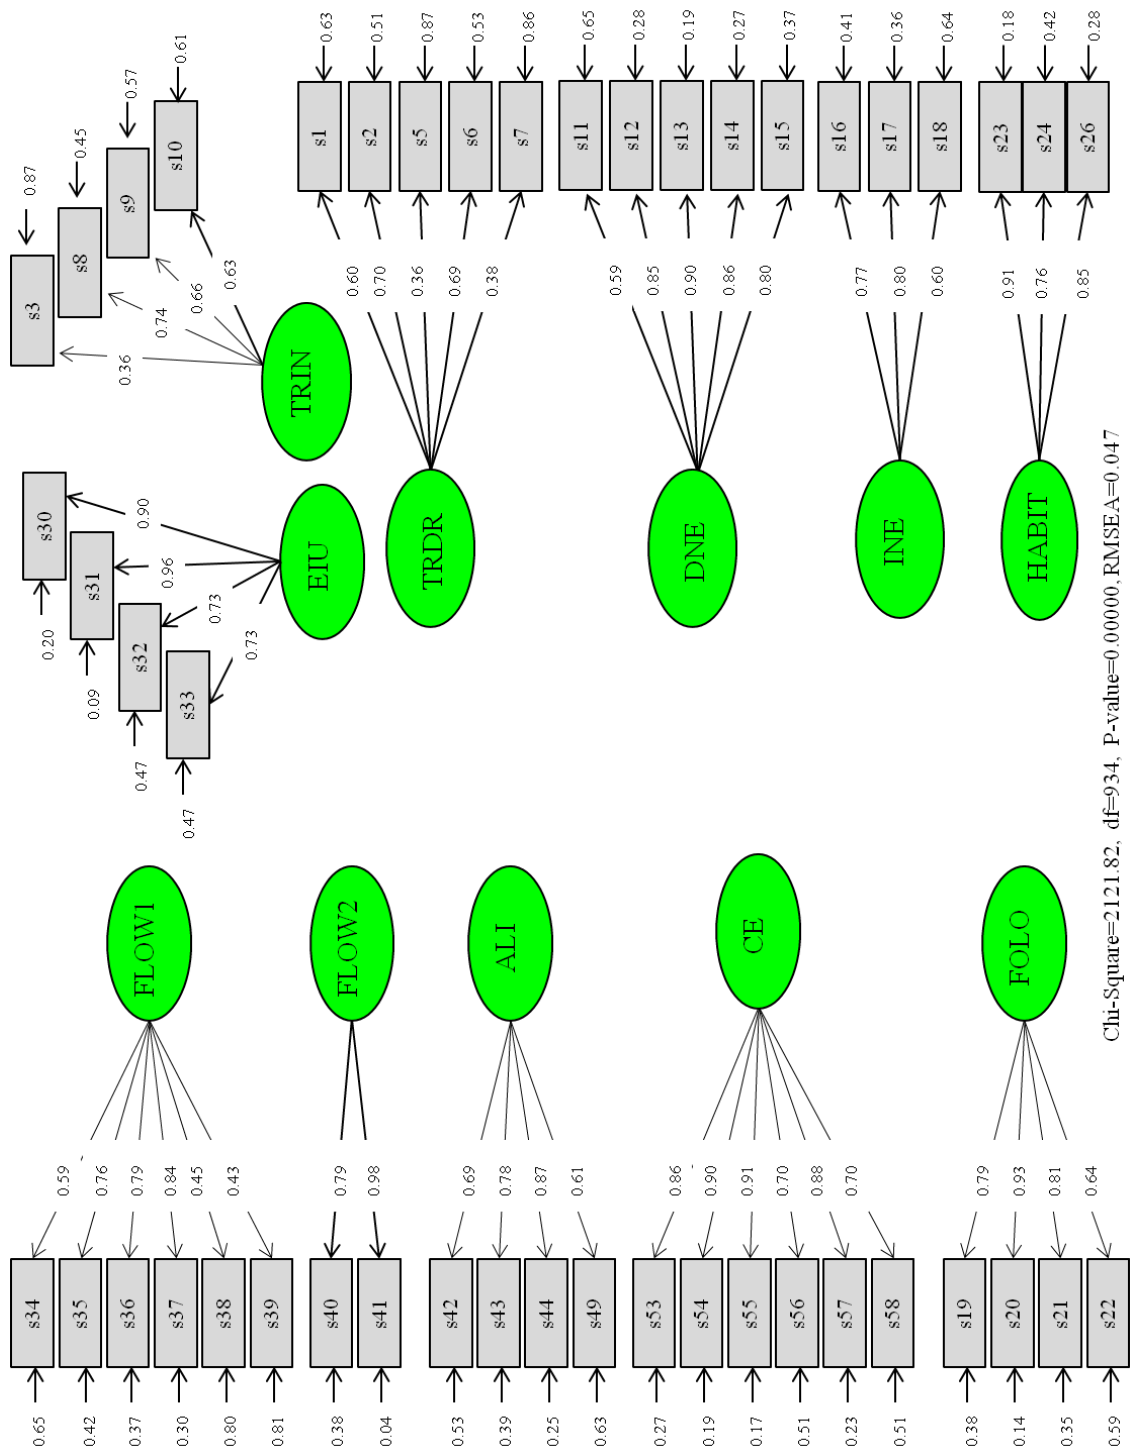 0.65 s34 0.59
0.42 s35 0.76
0.37 s36 0.79
0.30 s37 0.84
0.80 s38 0.45
0.81 s39 0.43
FLOW1
0.38 s40 0.79
0.04 s41 0.98
FLOW2
0.53 s42 0.69
0.39 s43 0.78
0.25 s44 0.87
0.63 s49 0.61
ALI
0.27 s53 0.86
0.19 s54 0.90
0.17 s55 0.91
0.51 s56 0.70
0.23 s57 0.88
0.51 s58 0.70
CE
0.38 s19 0.79
0.14 s20 0.93
0.35 s21 0.81
0.59 s22 0.64
FOLO
0.20 s30 0.90
0.09 s31 0.96
0.47 s32 0.73
0.47 s33 0.73
EIU
0.36 s3 0.87
0.74 s8 0.45
0.66 s9 0.57
0.63 s10 0.61
TRIN
TRDR
0.60 s1 0.63
0.70 s2 0.51
0.36 s5 0.87
0.69 s6 0.53
0.38 s7 0.86
DNE
0.59 s11 0.65
0.85 s12 0.28
0.90 s13 0.19
0.86 s14 0.27
0.80 s15 0.37
INE
0.77 s16 0.41
0.80 s17 0.36
0.60 s18 0.64
HABIT
0.91 s23 0.18
0.76 s24 0.42
0.85 s26 0.28
Chi-Square=2121.82, df=934, P-value=0.00000, RMSEA=0.047